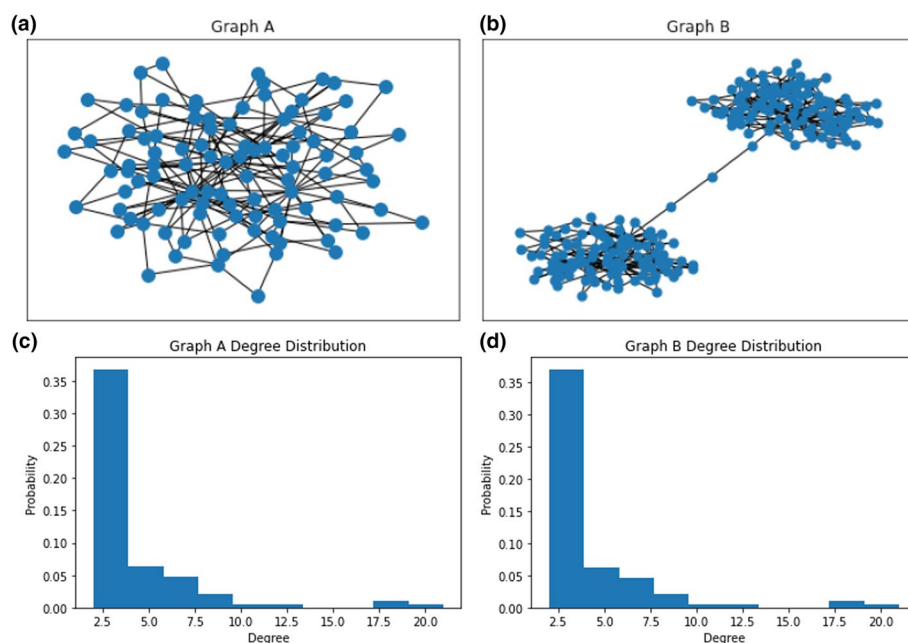 (a)
Graph A
(b)
Graph B
(c)
Graph A Degree Distribution
Probability
0.35
0.30
0.25
0.20
0.15
0.10
0.05
0.00
2.5 5.0 7.5 10.0 12.5 15.0 17.5 20.0
Degree
(d)
Graph B Degree Distribution
Probability
0.35
0.30
0.25
0.20
0.15
0.10
0.05
0.00
2.5 5.0 7.5 10.0 12.5 15.0 17.5 20.0
Degree